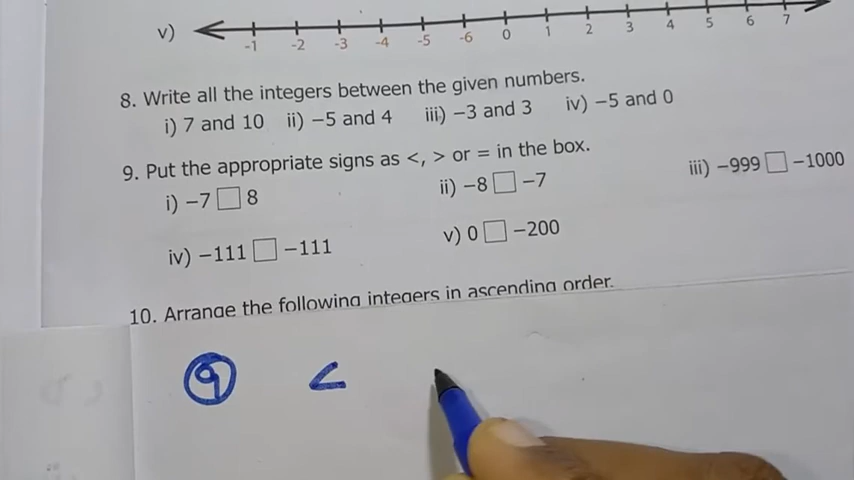 v) -1 -2 -3 -4 -5 -6 0 1 2 3 4 5 6 7
8. Write all the integers between the given numbers.
i) 7 and 10 ii) −5 and 4 iii) −3 and 3 iv) −5 and 0
9. Put the appropriate signs as <, > or = in the box.
i) −7 □ 8 ii) −8 □ −7 iii) −999 □ −1000
iv) −111 □ −111 v) 0 □ −200
10. Arrange the following integers in ascending order.
9 <